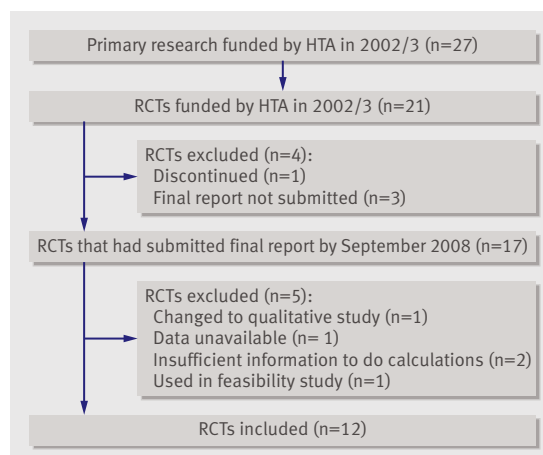 Primary research funded by HTA in 2002/3 (n=27)
RCTs funded by HTA in 2002/3 (n=21)
RCTs excluded (n=4):
Discontinued (n=1)
Final report not submitted (n=3)
RCTs that had submitted final report by September 2008 (n=17)
RCTs excluded (n=5):
Changed to qualitative study (n=1)
Data unavailable (n= 1)
Insufficient information to do calculations (n=2)
Used in feasibility study (n=1)
RCTs included (n=12)